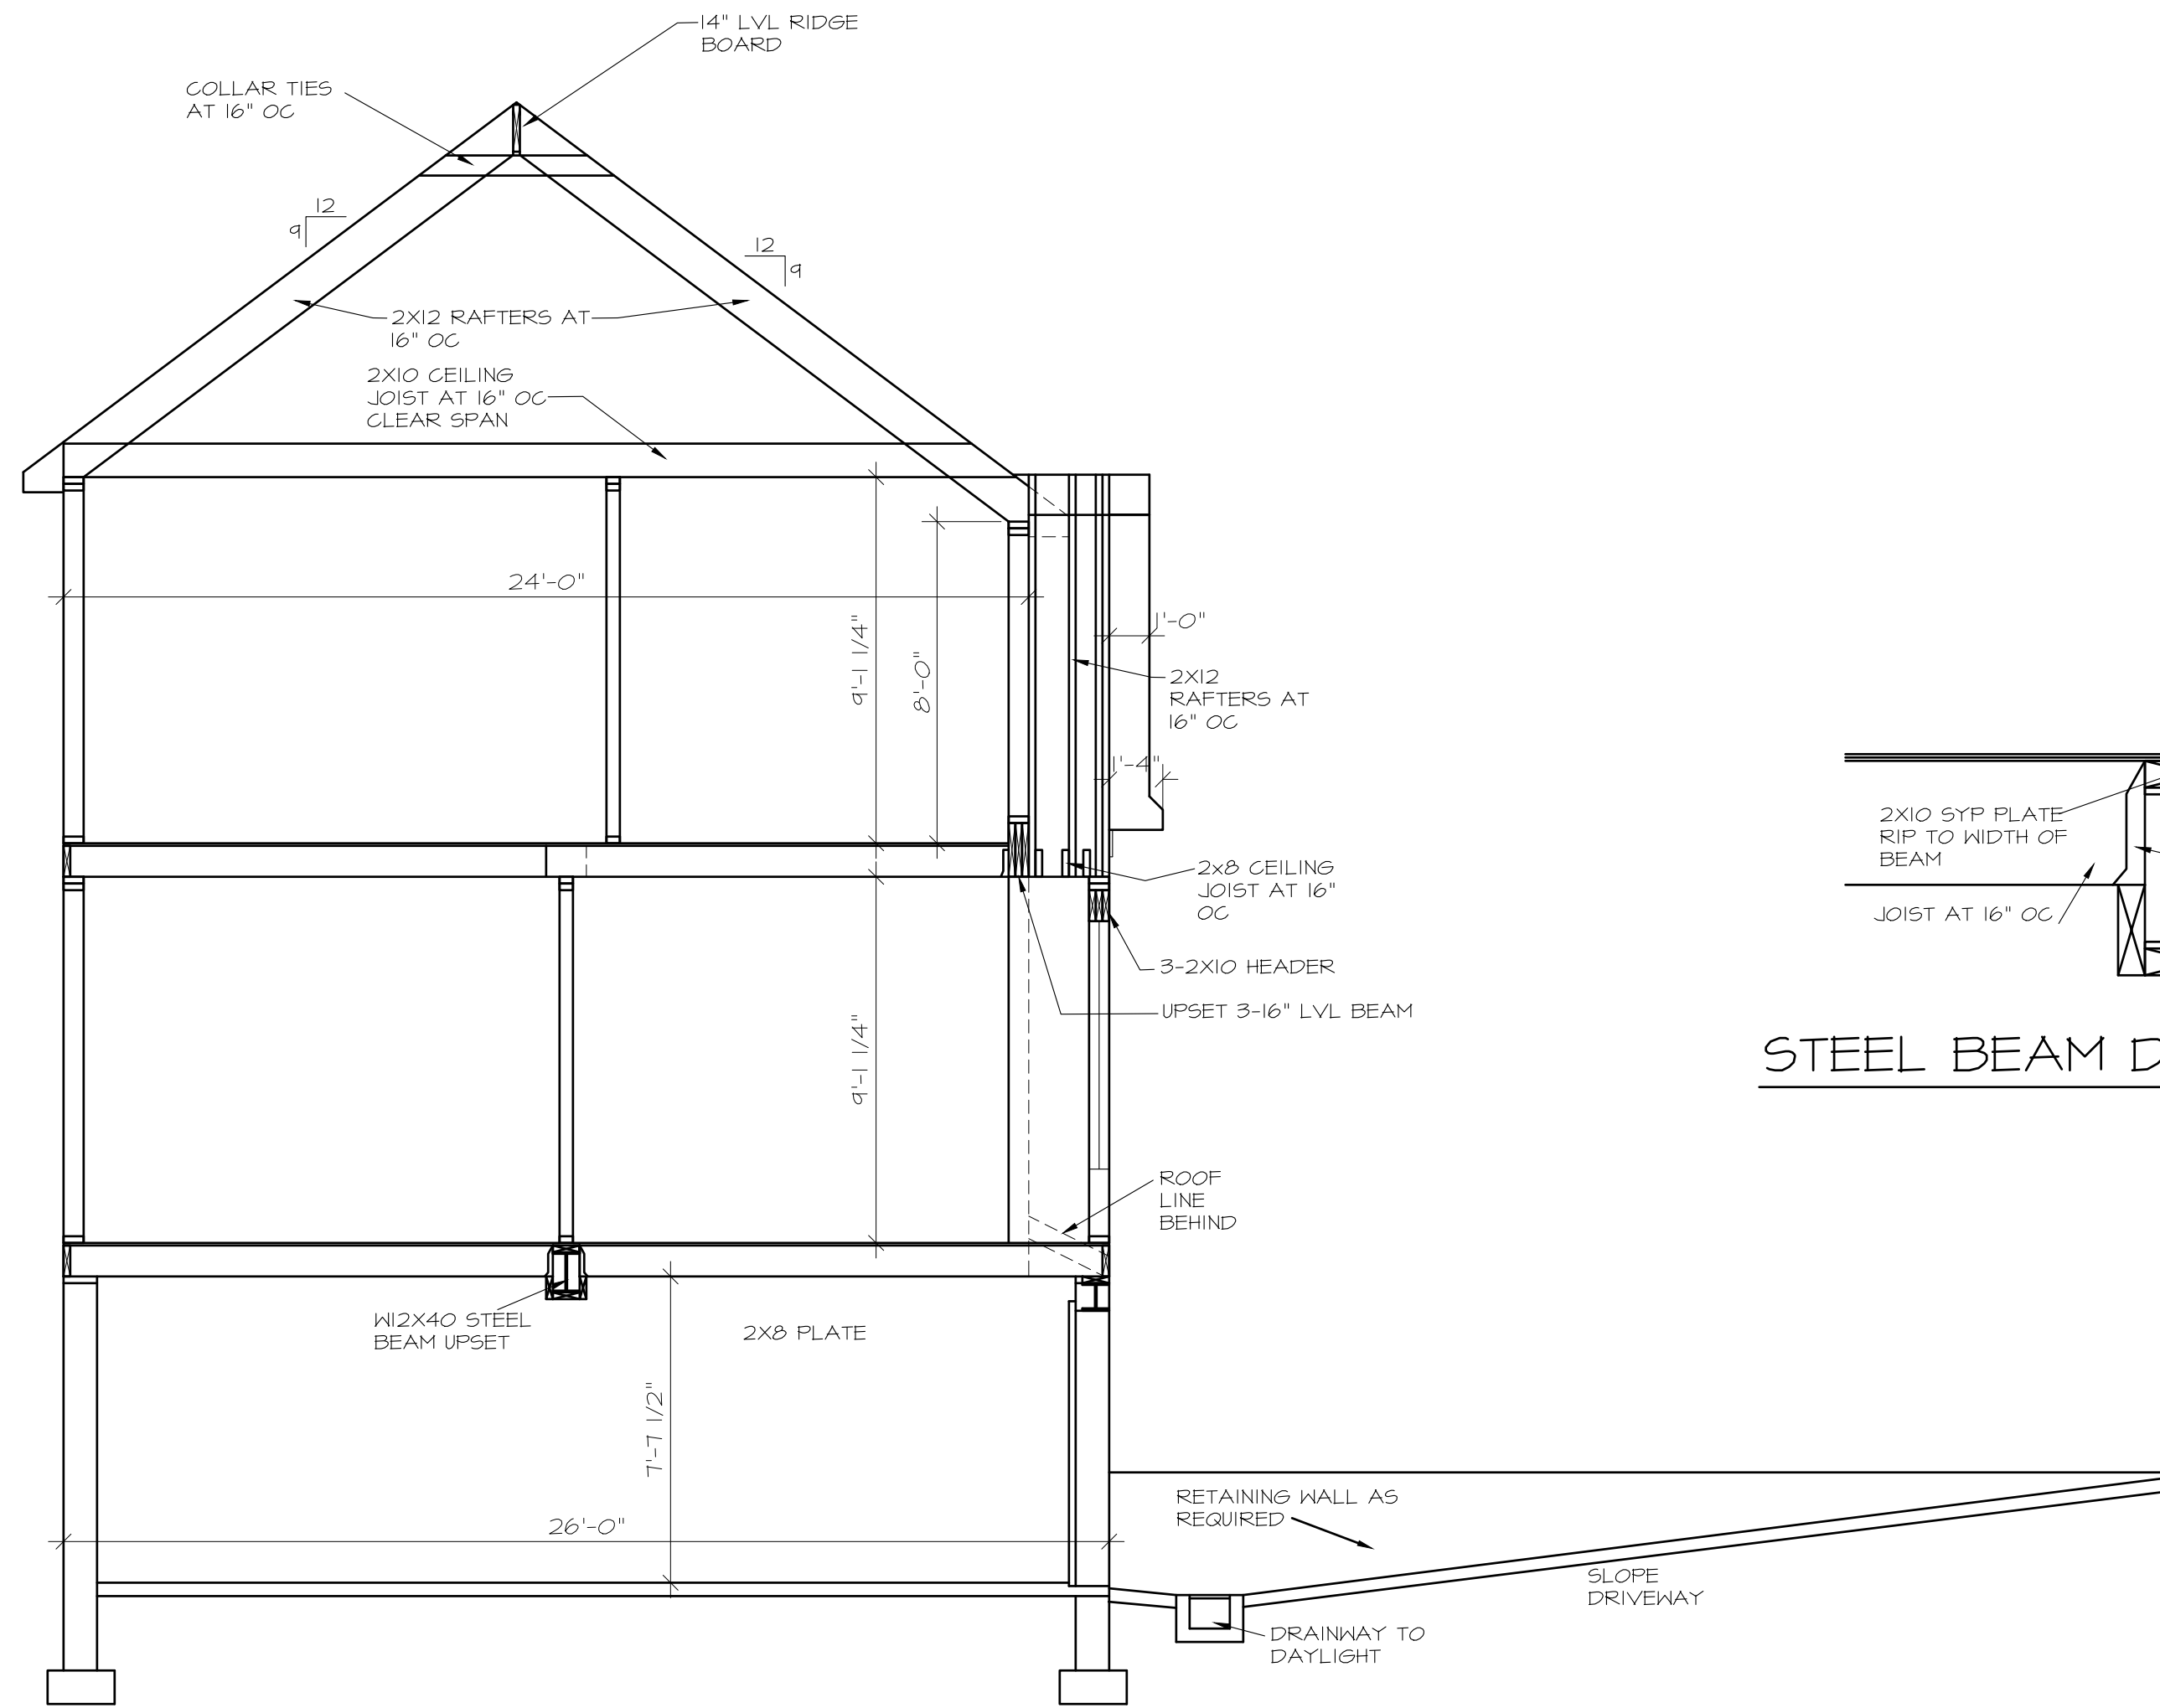 14" LVL RIDGE
BOARD
COLLAR TIES
AT 16" OC
12
9
12
9
2X12 RAFTERS AT
16" OC
2X10 CEILING
JOIST AT 16" OC
CLEAR SPAN
24'-0"
9'-1 1/4"
8'-0"
1'-0"
2X12
RAFTERS AT
16" OC
1'-4"
2x8 CEILING
JOIST AT 16"
OC
3-2X10 HEADER
UPSET 3-16" LVL BEAM
9'-1 1/4"
ROOF
LINE
BEHIND
W12X40 STEEL
BEAM UPSET
2X8 PLATE
7'-7 1/2"
26'-0"
RETAINING WALL AS
REQUIRED
SLOPE
DRIVEWAY
DRAINWAY TO
DAYLIGHT
2X10 SYP PLATE
RIP TO WIDTH OF
BEAM
JOIST AT 16" OC
STEEL BEAM D